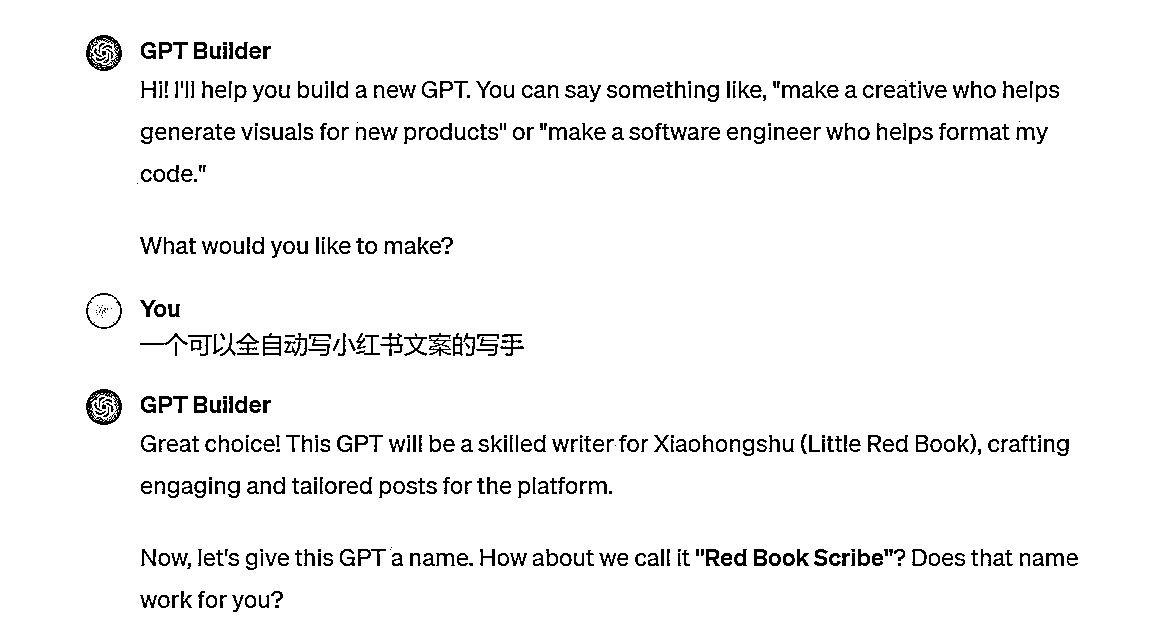 GPT Builder
Hi! I'll help you build a new GPT. You can say something like, "make a creative who helps
generate visuals for new products" or "make a software engineer who helps format my
code."
What would you like to make?
You
一个可以全自动写小红书文案的写手
GPT Builder
Great choice! This GPT will be a skilled writer for Xiaohongshu (Little Red Book), crafting
engaging and tailored posts for the platform.
Now, let's give this GPT a name. How about we call it "Red Book Scribe"? Does that name
work for you?